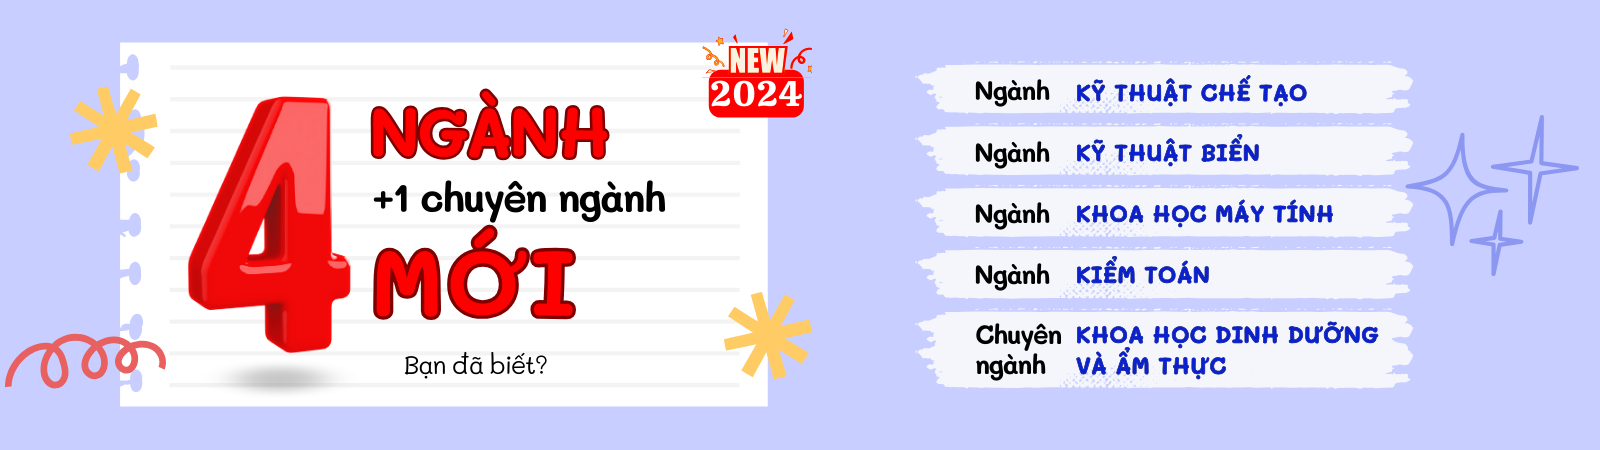 NEW
2024
4
NGÀNH
+1 chuyên ngành
MỚI
Bạn đã biết?
Ngành KỸ THUẬT CHẾ TẠO
Ngành KỸ THUẬT BIỂN
Ngành KHOA HỌC MÁY TÍNH
Ngành KIỂM TOÁN
Chuyên KHOA HỌC DINH DƯỠNG
ngành VÀ ẨM THỰC